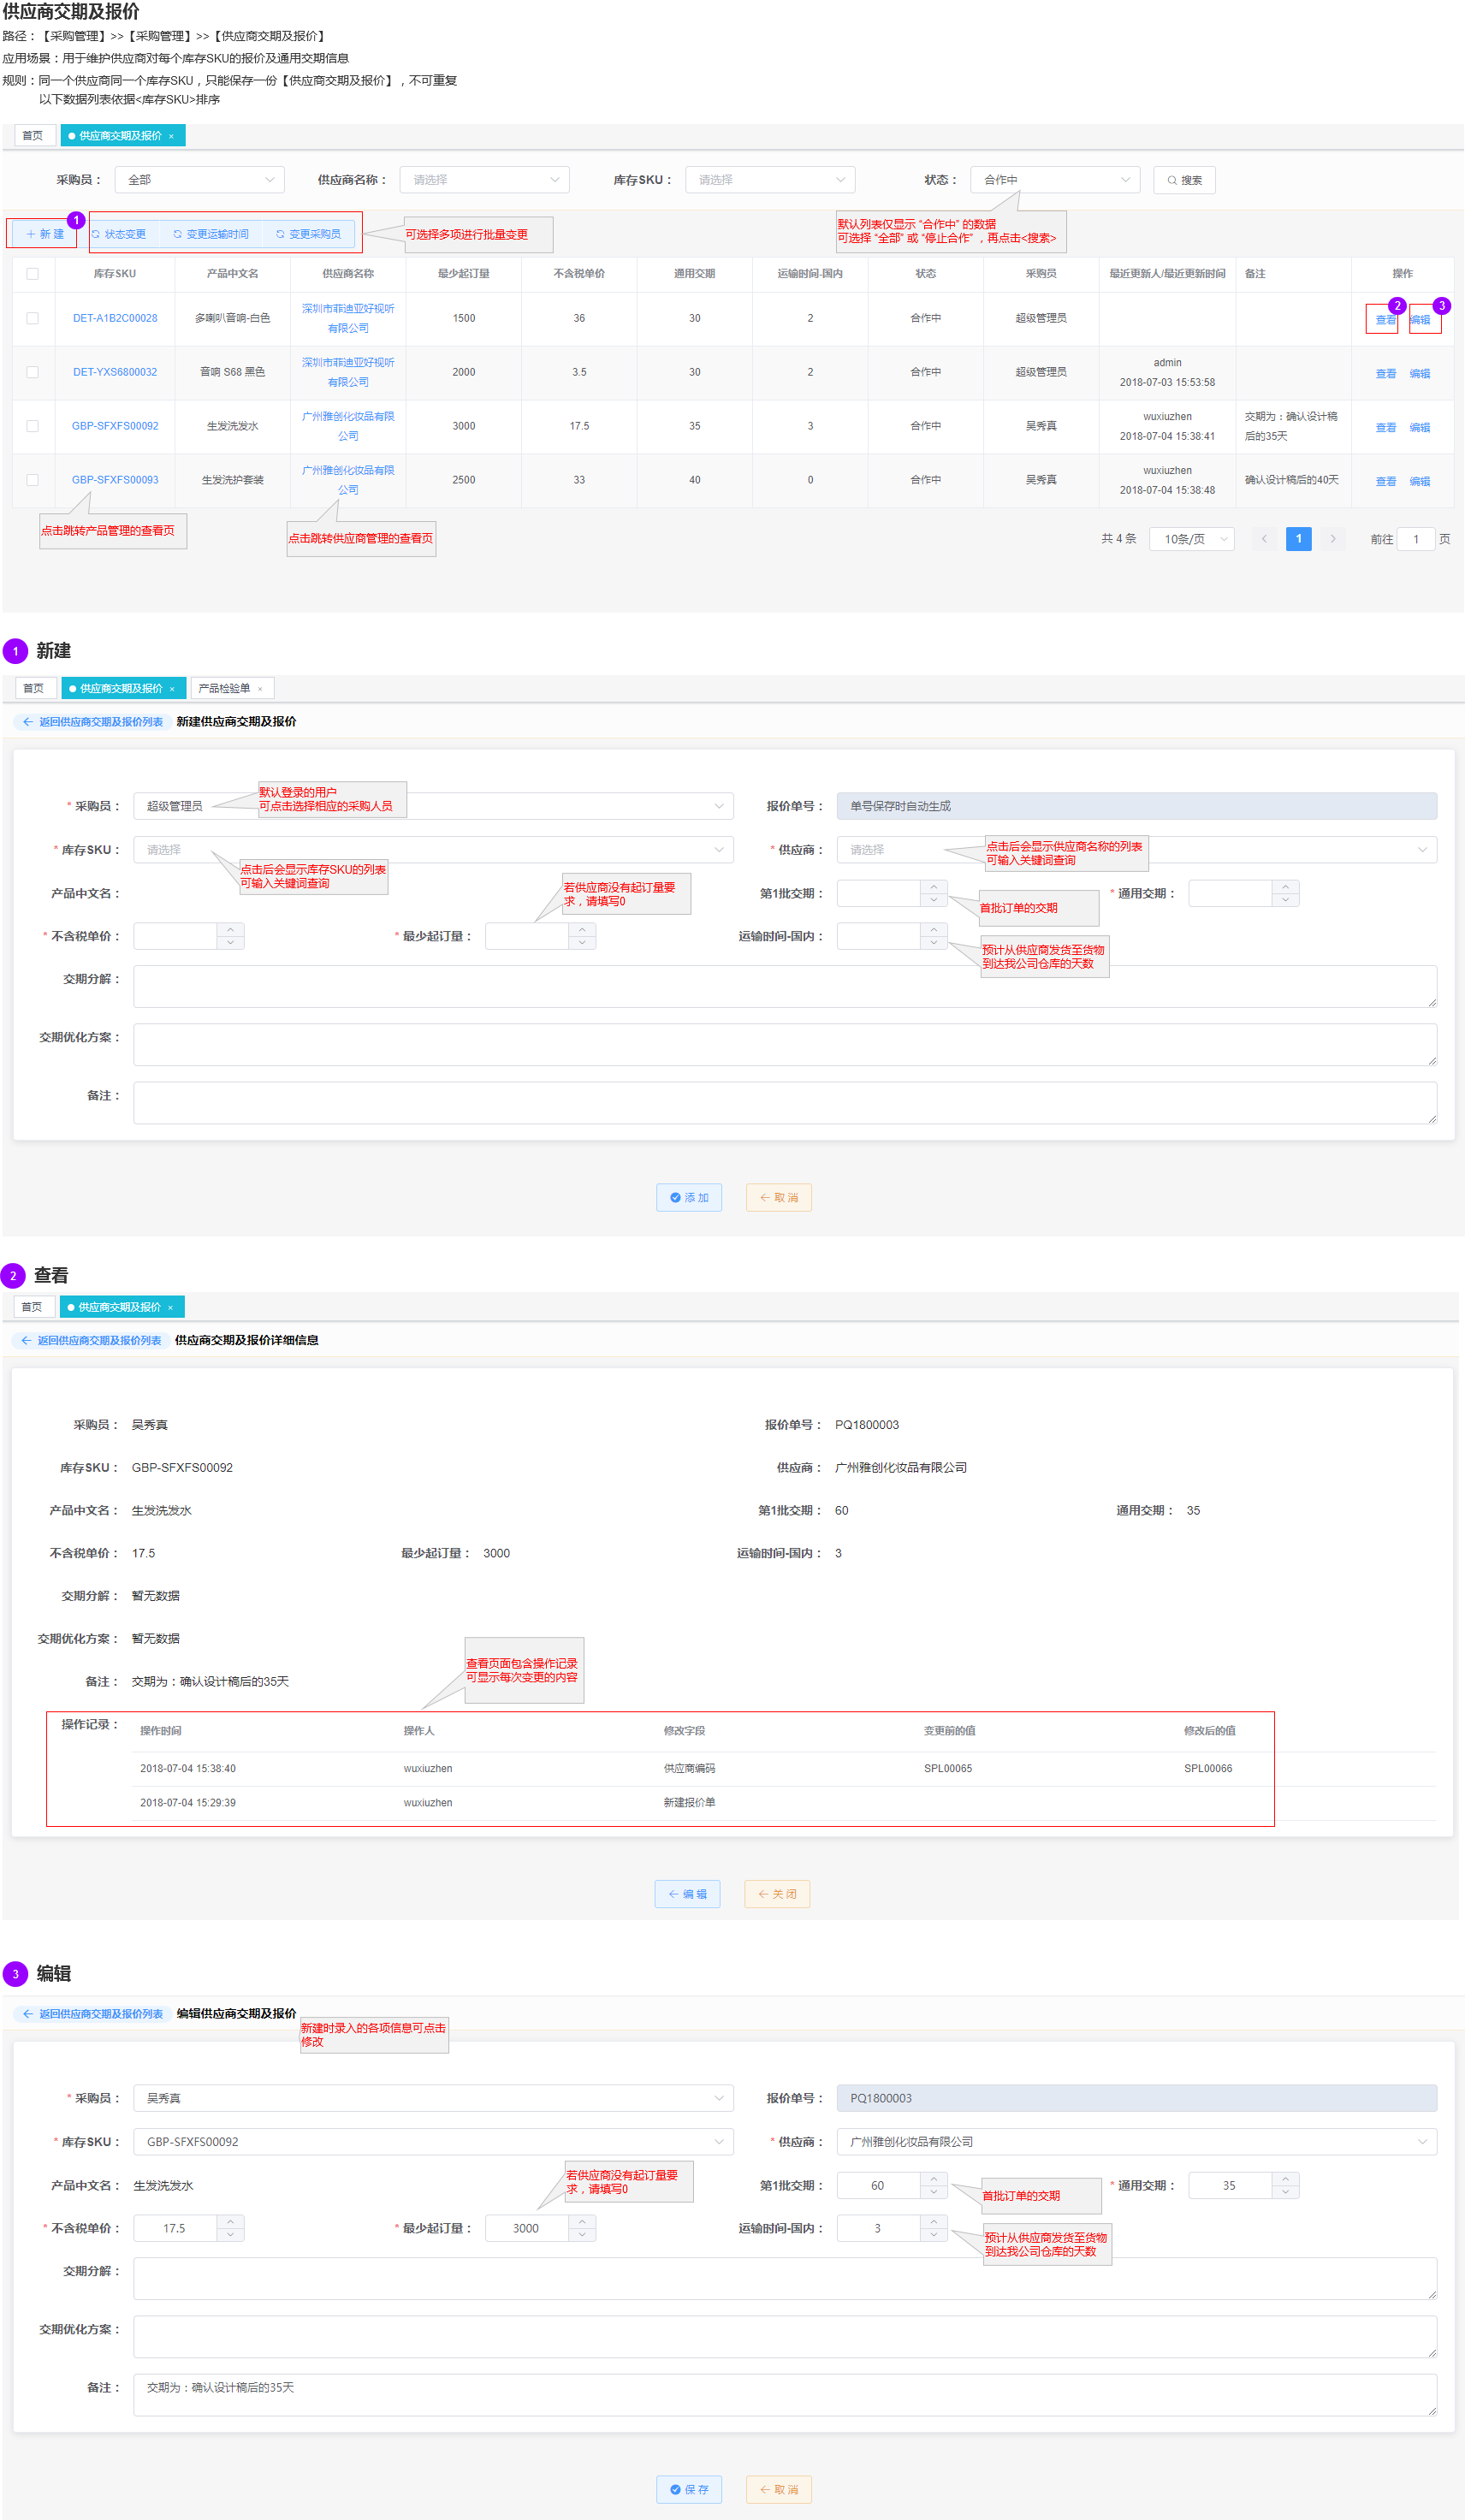 供应商交期及报价
路径：【采购管理】>>【采购管理】>>【供应商交期及报价】
应用场景：用于维护供应商对每个库存SKU的报价及通用交期信息
规则：同一个供应商同一个库存SKU，只能保存一份【供应商交期及报价】，不可重复
以下数据列表依据<库存SKU>排序
首页 供应商交期及报价 ×
采购员： 全部 供应商名称： 请选择 库存SKU： 请选择 状态： 合作中 搜索
1
新 建 状态变更 变更运输时间 变更采购员
可选择多项进行批量变更
默认列表仅显示 “合作中” 的数据
可选择 “全部” 或 “停止合作” ，再点击<搜索>
库存SKU 产品中文名 供应商名称 最少起订量 不含税单价 通用交期 运输时间-国内 状态 采购员 最近更新人/最近更新时间 备注 操作
2 3
DET-A1B2C00028 多喇叭音响-白色 深圳市菲迪亚好视听有限公司 1500 36 30 2 合作中 超级管理员 查看 编辑
DET-YXS6800032 音响 S68 黑色 深圳市菲迪亚好视听有限公司 2000 3.5 30 2 合作中 超级管理员 admin 2018-07-03 15:53:58 查看 编辑
GBP-SFXFS00092 生发洗发水 广州雅创化妆品有限公司 3000 17.5 35 3 合作中 吴秀真 wuxiuzhen 2018-07-04 15:38:41 交期为：确认设计稿后的35天 查看 编辑
GBP-SFXFS00093 生发洗护套装 广州雅创化妆品有限公司 2500 33 40 0 合作中 吴秀真 wuxiuzhen 2018-07-04 15:38:48 确认设计稿后的40天 查看 编辑
点击跳转产品管理的查看页
点击跳转供应商管理的查看页
共 4 条 10条/页 1 前往 1 页
1 新建
首页 供应商交期及报价 × 产品检验单 ×
返回供应商交期及报价列表 新建供应商交期及报价
默认登录的用户
可点击选择相应的采购人员
* 采购员： 超级管理员 报价单号： 单号保存时自动生成
* 库存SKU： 请选择 * 供应商： 请选择
点击后会显示供应商名称的列表
可输入关键词查询
点击后会显示库存SKU的列表
可输入关键词查询
若供应商没有起订量要
求，请填写0
产品中文名： 第1批交期： * 通用交期：
首批订单的交期
* 不含税单价： * 最少起订量： 运输时间-国内：
预计从供应商发货至货物
到达我公司仓库的天数
交期分解：
交期优化方案：
备注：
添 加 取 消
2 查看
首页 供应商交期及报价 ×
返回供应商交期及报价列表 供应商交期及报价详细信息
采购员： 吴秀真 报价单号： PQ1800003
库存SKU： GBP-SFXFS00092 供应商： 广州雅创化妆品有限公司
产品中文名： 生发洗发水 第1批交期： 60 通用交期： 35
不含税单价： 17.5 最少起订量： 3000 运输时间-国内： 3
交期分解： 暂无数据
交期优化方案： 暂无数据
查看页面包含操作记录
可显示每次变更的内容
备注： 交期为：确认设计稿后的35天
操作记录： 操作时间 操作人 修改字段 变更前的值 修改后的值
2018-07-04 15:38:40 wuxiuzhen 供应商编码 SPL00065 SPL00066
2018-07-04 15:29:39 wuxiuzhen 新建报价单
编 辑 关 闭
3 编辑
返回供应商交期及报价列表 编辑供应商交期及报价
新建时录入的各项信息可点击
修改
* 采购员： 吴秀真 报价单号： PQ1800003
* 库存SKU： GBP-SFXFS00092 * 供应商： 广州雅创化妆品有限公司
若供应商没有起订量要
求，请填写0
产品中文名： 生发洗发水 第1批交期： 60 * 通用交期： 35
首批订单的交期
* 不含税单价： 17.5 * 最少起订量： 3000 运输时间-国内： 3
预计从供应商发货至货物
到达我公司仓库的天数
交期分解：
交期优化方案：
备注： 交期为：确认设计稿后的35天
保 存 取 消